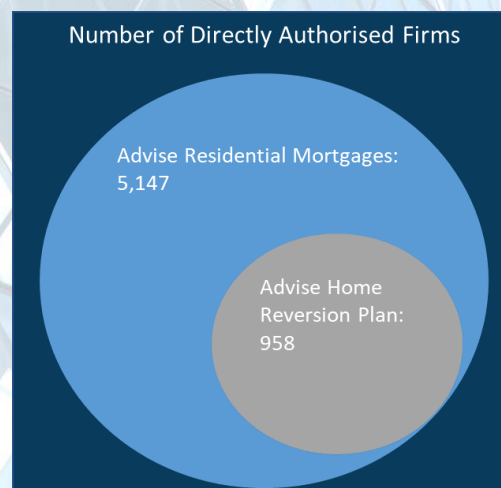 Number of Directly Authorised Firms
Advise Residential Mortgages:
5,147
Advise Home
Reversion Plan:
958